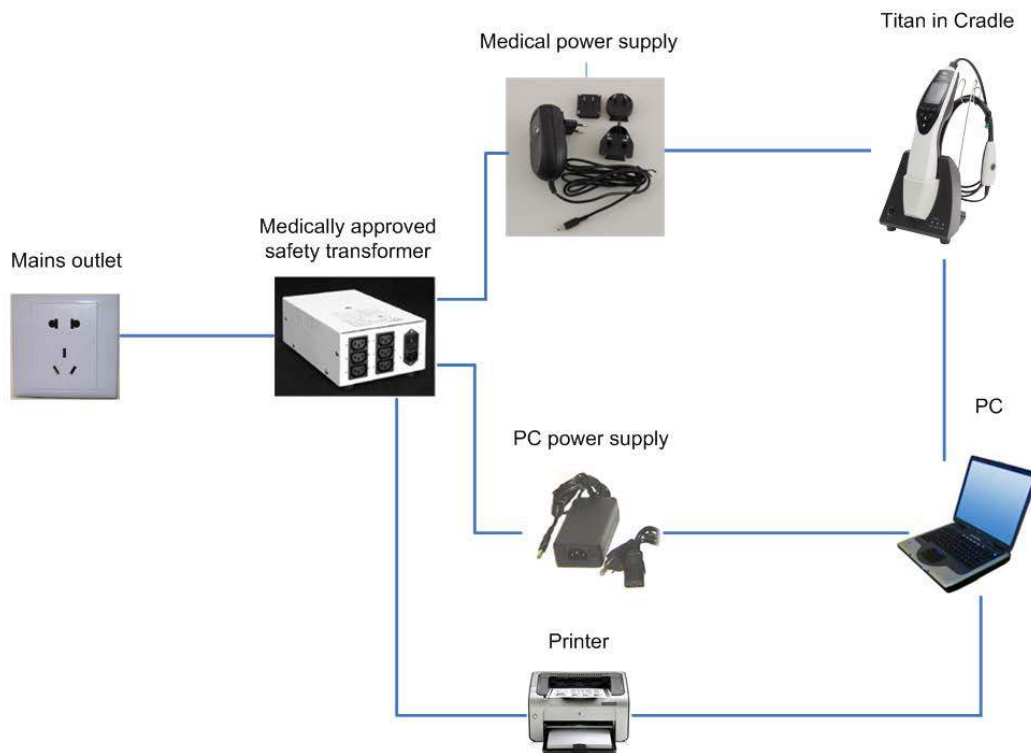 Titan in Cradle
Medical power supply
Medically approved
safety transformer
Mains outlet
PC
PC power supply
Printer